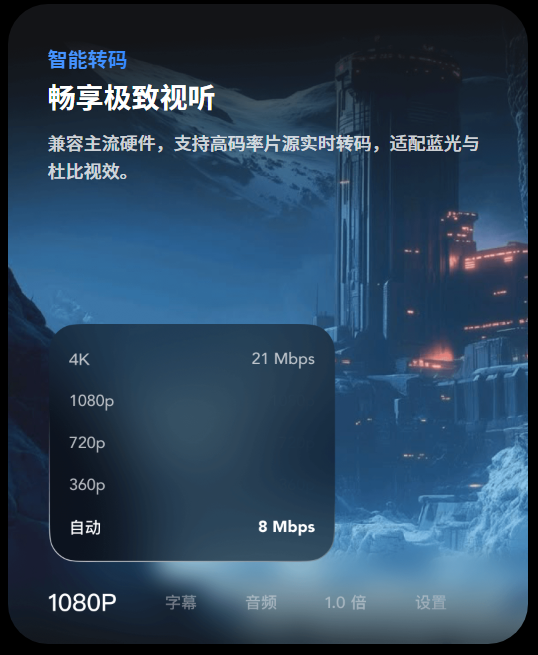 智能转码
畅享极致视听
兼容主流硬件，支持高码率片源实时转码，适配蓝光与
杜比视效。
4K 21 Mbps
1080p
720p
360p
自动 8 Mbps
1080P 字幕 音频 1.0 倍 设置